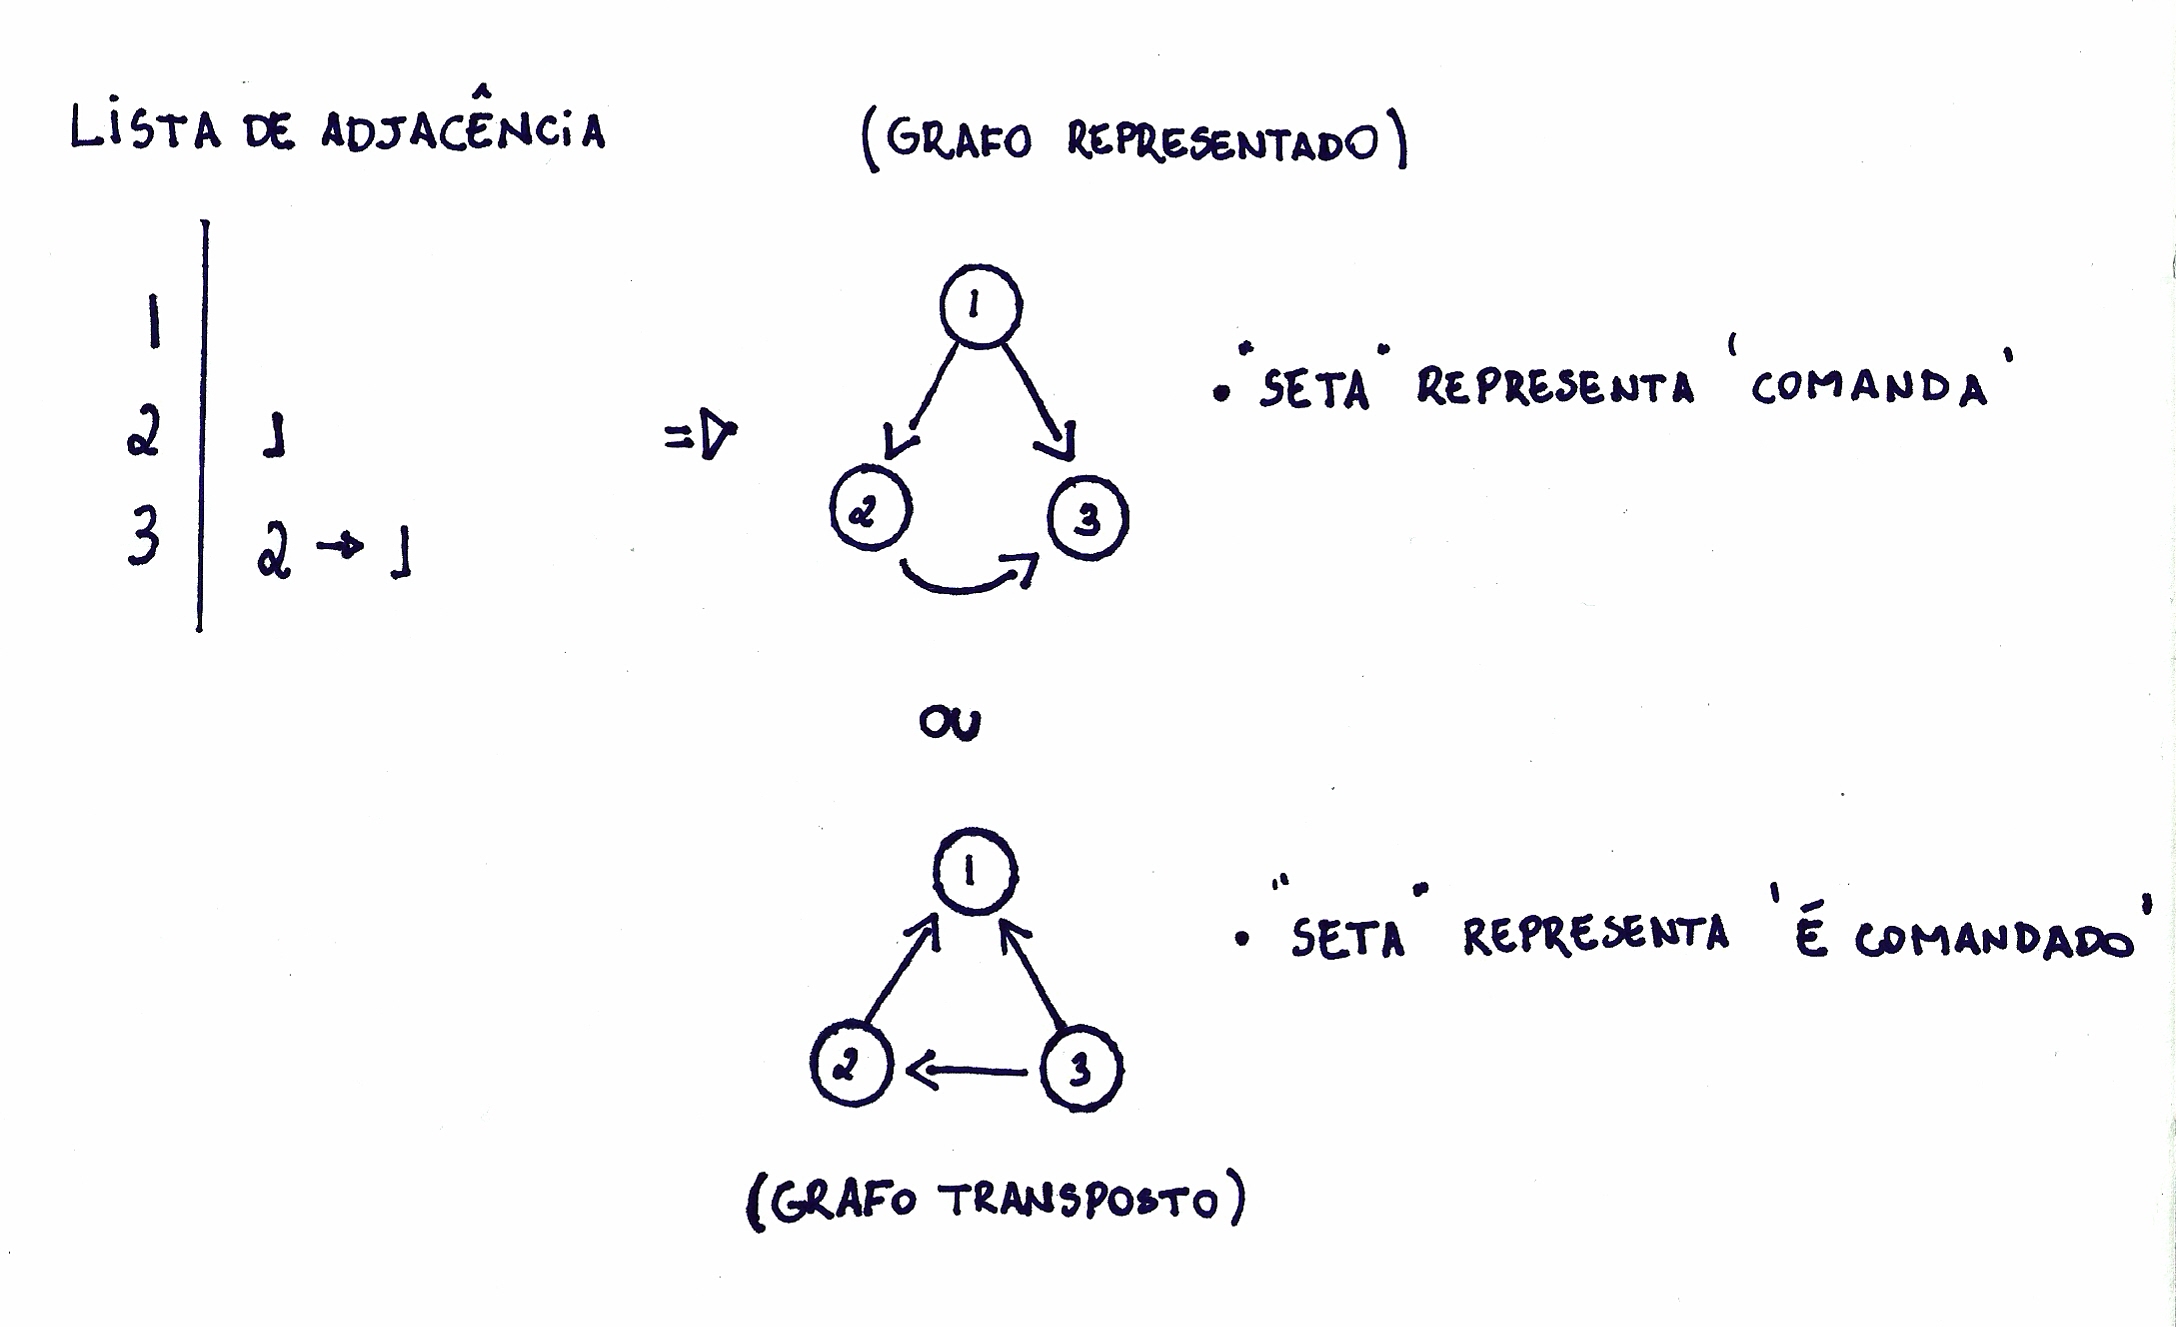 LISTA DE ADJACÊNCIA
(GRAFO REPRESENTADO)
1
2 1
3 2 → 1
⇒
1
2 3
• "SETA" REPRESENTA 'COMANDA'
OU
1
2 3
• "SETA" REPRESENTA 'É COMANDADO'
(GRAFO TRANSPOSTO)